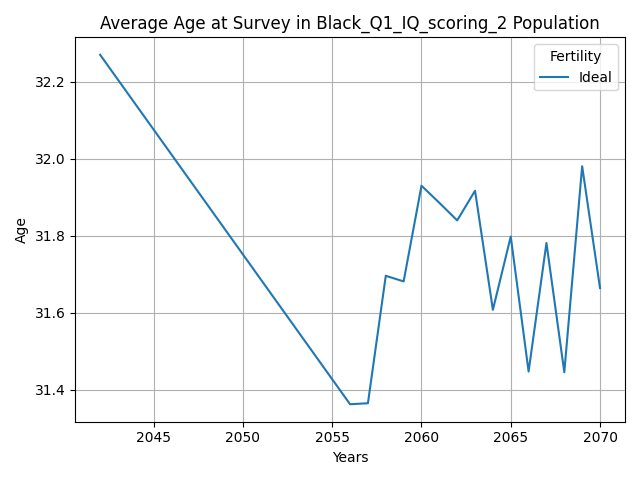 Average Age at Survey in Black_Q1_IQ_scoring_2 Population
Fertility
Ideal
32.2
32.0
31.8
31.6
31.4
Age
2045
2050
2055
2060
2065
2070
Years